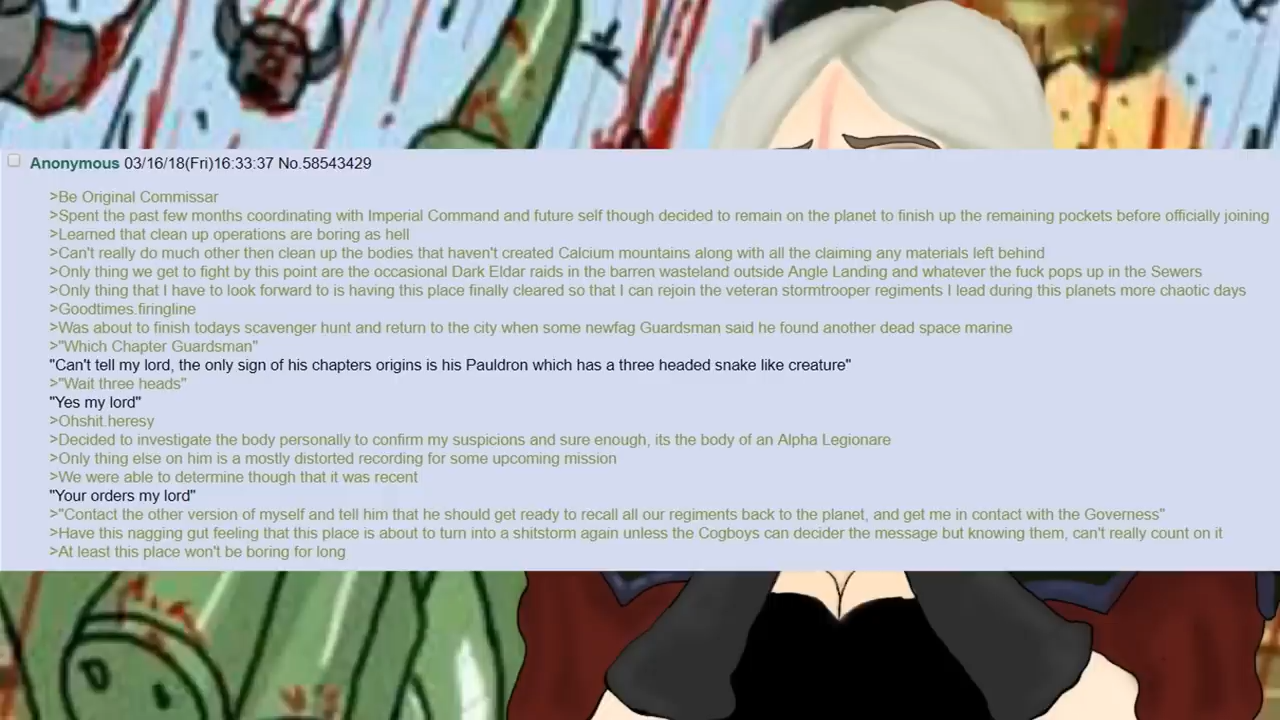 Anonymous 03/16/18(Fri)16:33:37 No.58543429
>Be Original Commissar
>Spent the past few months coordinating with Imperial Command and future self though decided to remain on the planet to finish up the remaining pockets before officially joining
>Learned that clean up operations are boring as hell
>Can't really do much other then clean up the bodies that haven't created Calcium mountains along with all the claiming any materials left behind
>Only thing we get to fight by this point are the occasional Dark Eldar raids in the barren wasteland outside Angle Landing and whatever the fuck pops up in the Sewers
>Only thing that I have to look forward to is having this place finally cleared so that I can rejoin the veteran stormtrooper regiments I lead during this planets more chaotic days
>Goodtimes.firingline
>Was about to finish todays scavenger hunt and return to the city when some newfag Guardsman said he found another dead space marine
>"Which Chapter Guardsman"
"Can't tell my lord, the only sign of his chapters origins is his Pauldron which has a three headed snake like creature"
>"Wait three heads"
"Yes my lord"
>Ohshit.heresy
>Decided to investigate the body personally to confirm my suspicions and sure enough, its the body of an Alpha Legionare
>Only thing else on him is a mostly distorted recording for some upcoming mission
>We were able to determine though that it was recent
"Your orders my lord"
>"Contact the other version of myself and tell him that he should get ready to recall all our regiments back to the planet, and get me in contact with the Governess"
>Have this nagging gut feeling that this place is about to turn into a shitstorm again unless the Cogboys can decider the message but knowing them, can't really count on it
>At least this place won't be boring for long